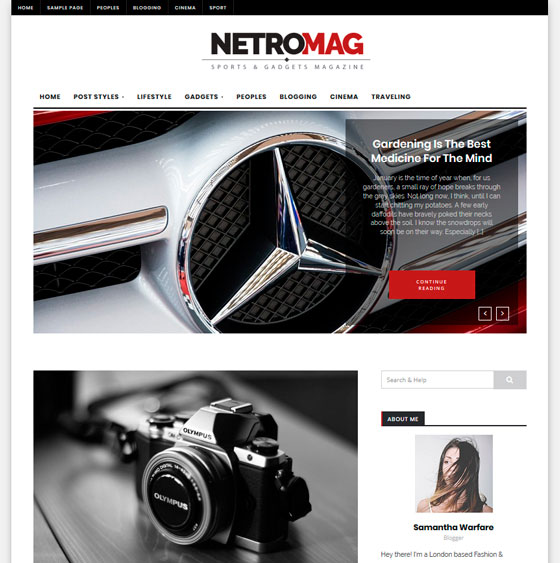 HOME SAMPLE PAGE PEOPLES BLOGGING CINEMA SPORT
NETROMAG
SPORTS & GADGETS MAGAZINE
HOME POST STYLES LIFESTYLE GADGETS PEOPLES BLOGGING CINEMA TRAVELING
Gardening Is The Best
Medicine For The Mind
January is the time of year when, for us
gardeners, a small ray of hope breaks through
the grey skies. Not long now, I think, until I can
start chitting my potatoes. A few early
daffodils have bravely poked their necks
above the soil. I know the snowdrops will
soon be on their way. Especially [...]
CONTINUE
READING
Search & Help
ABOUT ME
OLYMPUS
OLYMPUS
Samantha Warfare
Blogger
Hey there! I'm a London based Fashion &